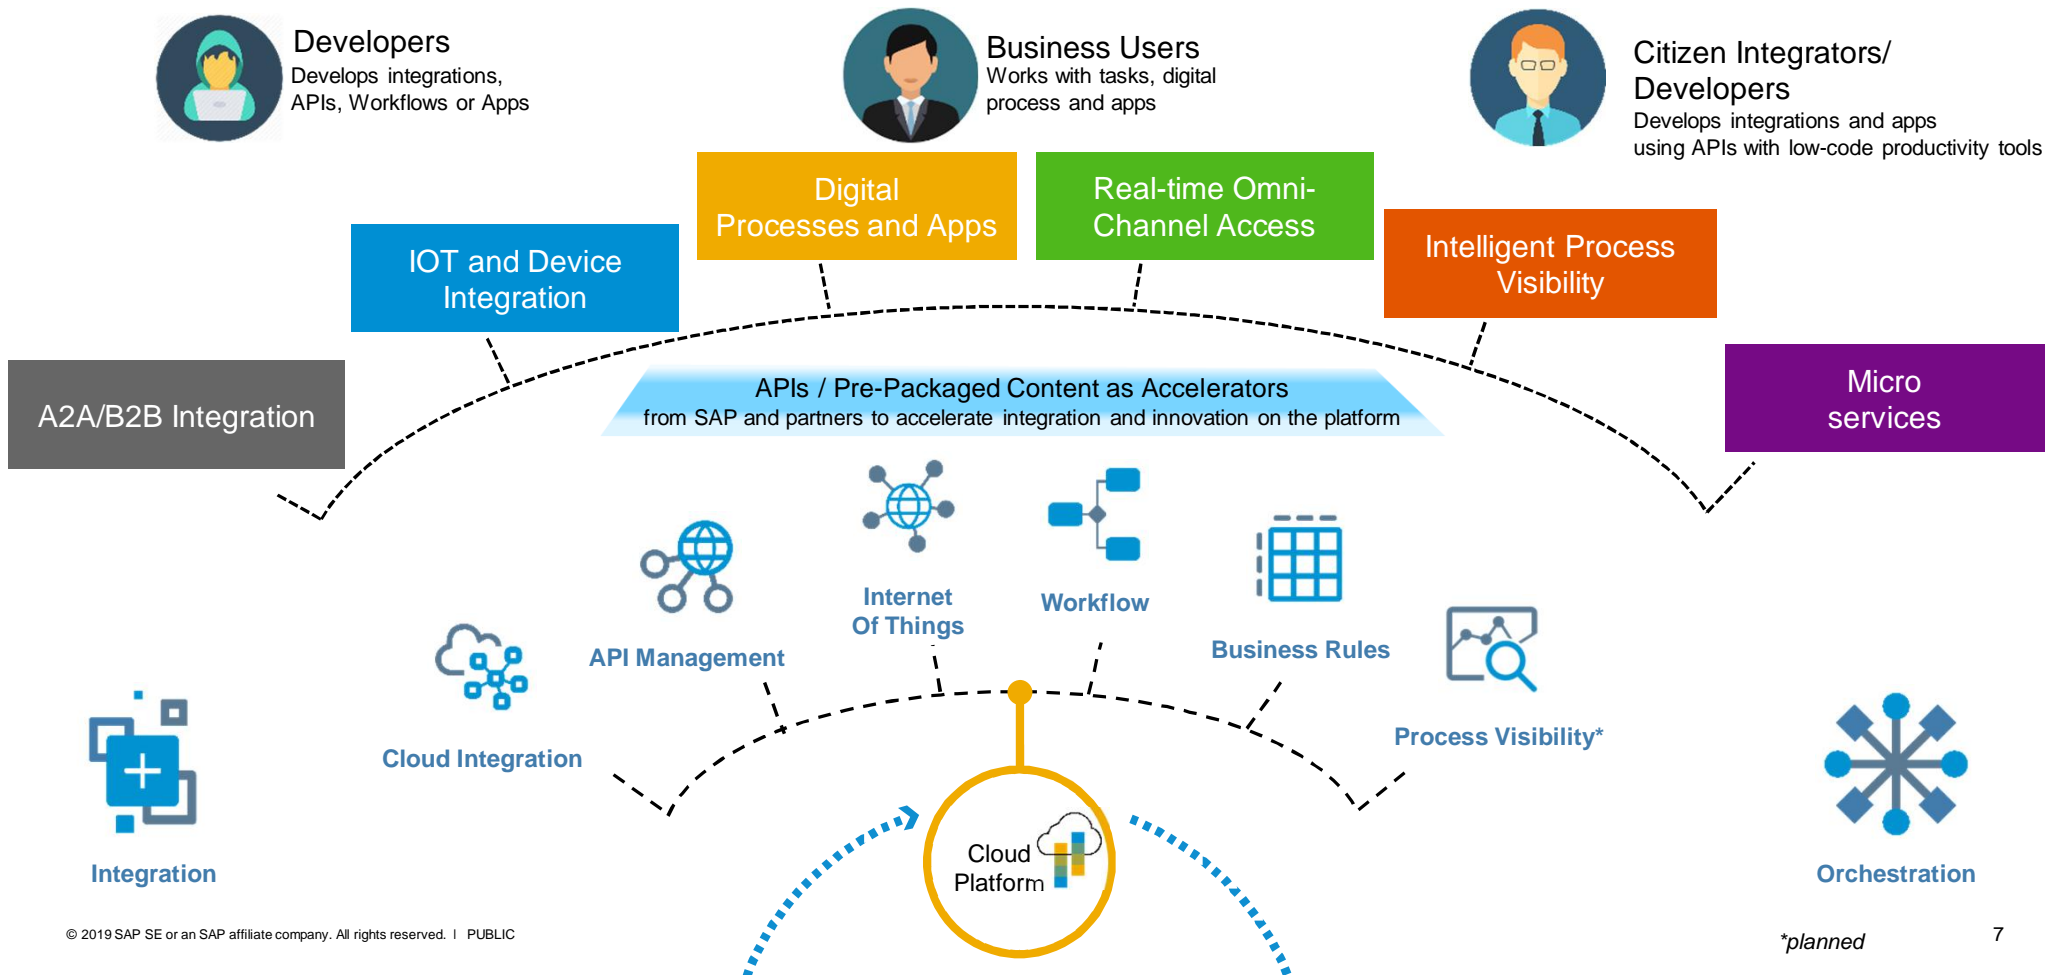 Developers
Develops integrations,
APIs, Workflows or Apps
Business Users
Works with tasks, digital
process and apps
Citizen Integrators/
Developers
Develops integrations and apps
using APIs with low-code productivity tools
A2A/B2B Integration
IOT and Device
Integration
Digital
Processes and Apps
Real-time Omni-
Channel Access
Intelligent Process
Visibility
Micro
services
APIs / Pre-Packaged Content as Accelerators
from SAP and partners to accelerate integration and innovation on the platform
Integration
Cloud Integration
API Management
Internet
Of Things
Workflow
Business Rules
Process Visibility*
Orchestration
Cloud
Platform
© 2019 SAP SE or an SAP affiliate company. All rights reserved. I PUBLIC
*planned
7